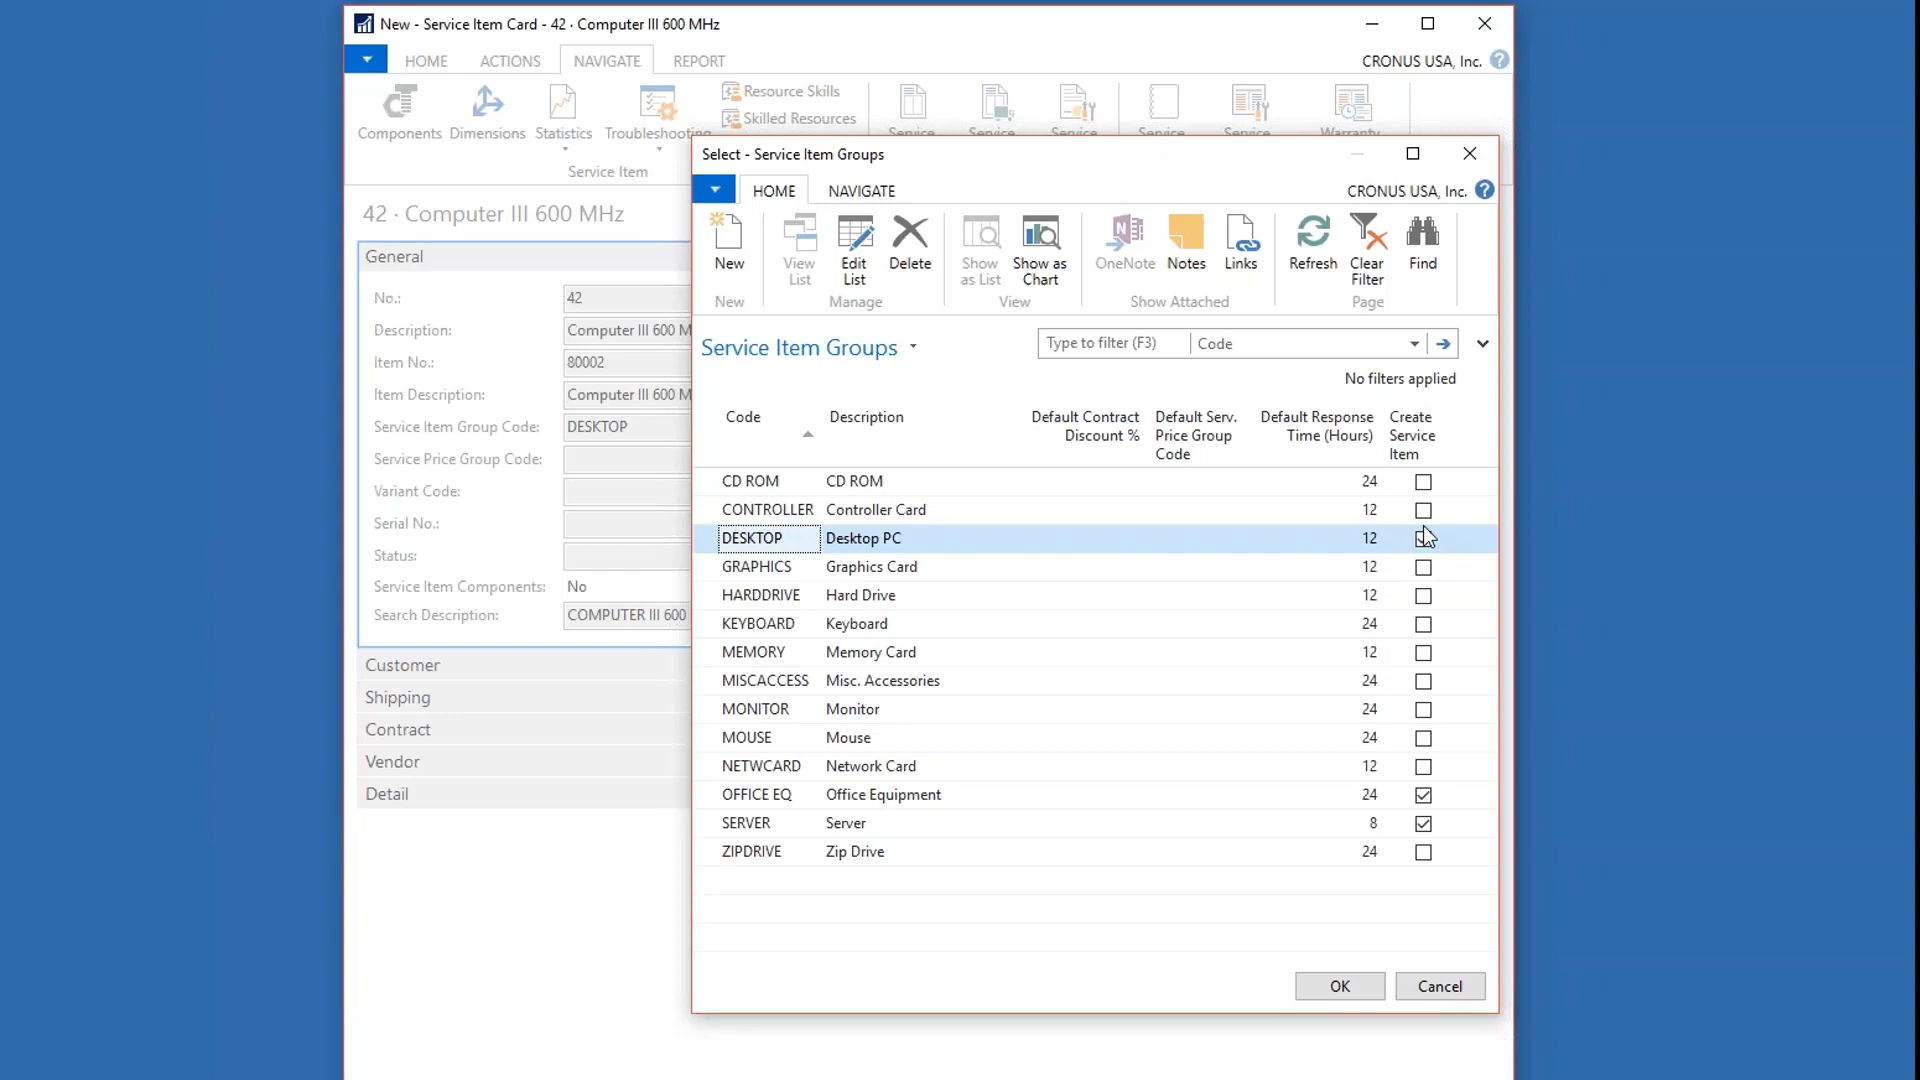 New - Service Item Card - 42 · Computer III 600 MHz
HOME ACTIONS NAVIGATE REPORT CRONUS USA, Inc.
Components Dimensions Statistics Troubleshooting Resource Skills
Skilled Resources
Service Service Service Service Service Warranty
Service Item
42 · Computer III 600 MHz
General
No.: 42
Description: Computer III 600 M
Item No.: 80002
Item Description: Computer III 600 M
Service Item Group Code: DESKTOP
Service Price Group Code:
Variant Code:
Serial No.:
Status:
Service Item Components: No
Search Description: COMPUTER III 600
Customer
Shipping
Contract
Vendor
Detail
Select - Service Item Groups
HOME NAVIGATE CRONUS USA, Inc.
New View List Edit List Delete Show as List Show as Chart OneNote Notes Links Refresh Clear Filter Find
New Manage View Show Attached Page
Service Item Groups Type to filter (F3) Code
No filters applied
Code Description Default Contract Discount % Default Serv. Price Group Code Default Response Time (Hours) Create Service Item
CD ROM CD ROM 24
CONTROLLER Controller Card 12
DESKTOP Desktop PC 12
GRAPHICS Graphics Card 12
HARDDRIVE Hard Drive 12
KEYBOARD Keyboard 24
MEMORY Memory Card 12
MISCACCESS Misc. Accessories 24
MONITOR Monitor 24
MOUSE Mouse 24
NETWCARD Network Card 12
OFFICE EQ Office Equipment 24
SERVER Server 8
ZIPDRIVE Zip Drive 24
OK Cancel